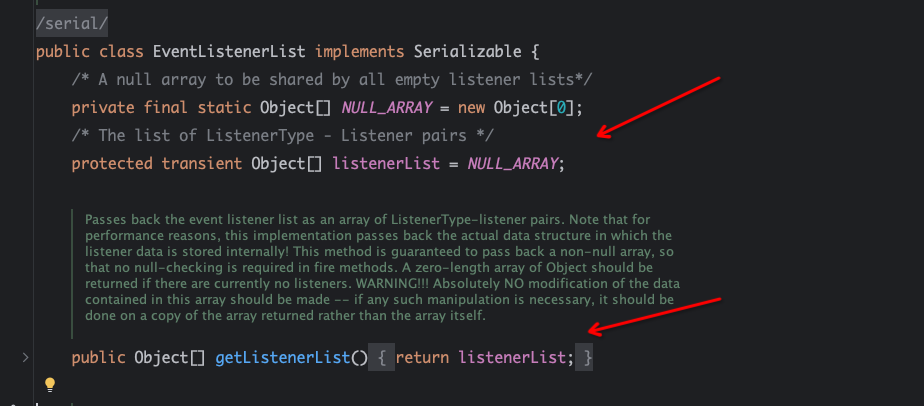 /serial/
public class EventListenerList implements Serializable {
/* A null array to be shared by all empty listener lists*/
private final static Object[] NULL_ARRAY = new Object[0];
/* The list of ListenerType - Listener pairs */
protected transient Object[] listenerList = NULL_ARRAY;
Passes back the event listener list as an array of ListenerType-listener pairs. Note that for
performance reasons, this implementation passes back the actual data structure in which the
listener data is stored internally! This method is guaranteed to pass back a non-null array, so
that no null-checking is required in fire methods. A zero-length array of Object should be
returned if there are currently no listeners. WARNING!!! Absolutely NO modification of the data
contained in this array should be made -- if any such manipulation is necessary, it should be
done on a copy of the array returned rather than the array itself.
public Object[] getListenerList() { return listenerList; }